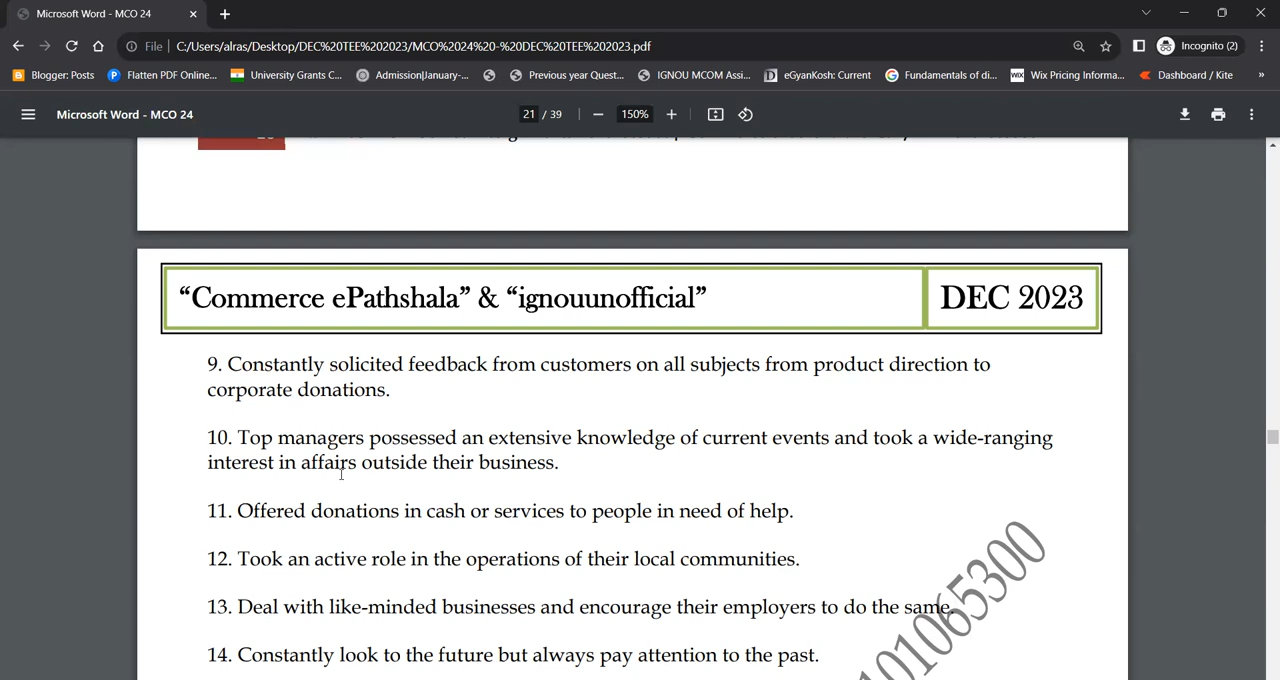 Microsoft Word - MCO 24
File | C:/Users/alras/Desktop/DEC%20TEE%202023/MCO%2024%20-%20DEC%20TEE%202023.pdf
Incognito (2)
Blogger: Posts
Flatten PDF Online...
University Grants C...
Admission|January-...
Previous year Quest...
IGNOU MCOM Assi...
eGyanKosh: Current
Fundamentals of di...
Wix Pricing Informa...
Dashboard / Kite
»
Microsoft Word - MCO 24
21 / 39
150%
“Commerce ePathshala” & “ignouunofficial”
DEC 2023
9. Constantly solicited feedback from customers on all subjects from product direction to
corporate donations.
10. Top managers possessed an extensive knowledge of current events and took a wide-ranging
interest in affairs outside their business.
11. Offered donations in cash or services to people in need of help.
12. Took an active role in the operations of their local communities.
13. Deal with like-minded businesses and encourage their employers to do the same.
14. Constantly look to the future but always pay attention to the past.